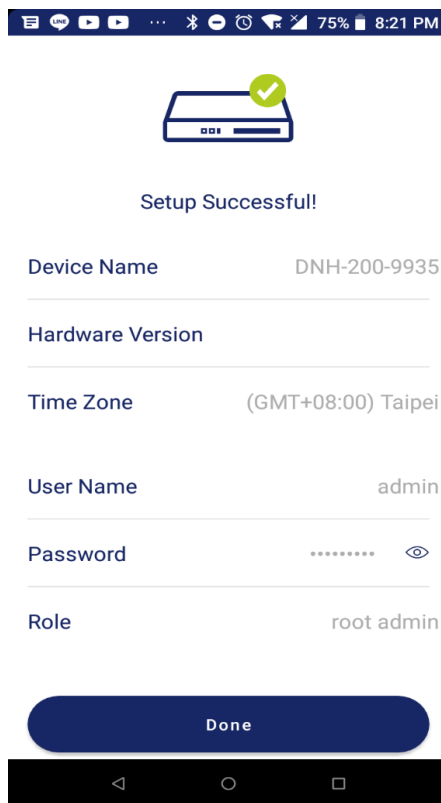 LINE
75% 8:21 PM
Setup Successful!
Device Name DNH-200-9935
Hardware Version
Time Zone (GMT+08:00) Taipei
User Name admin
Password •••••••••
Role root admin
Done